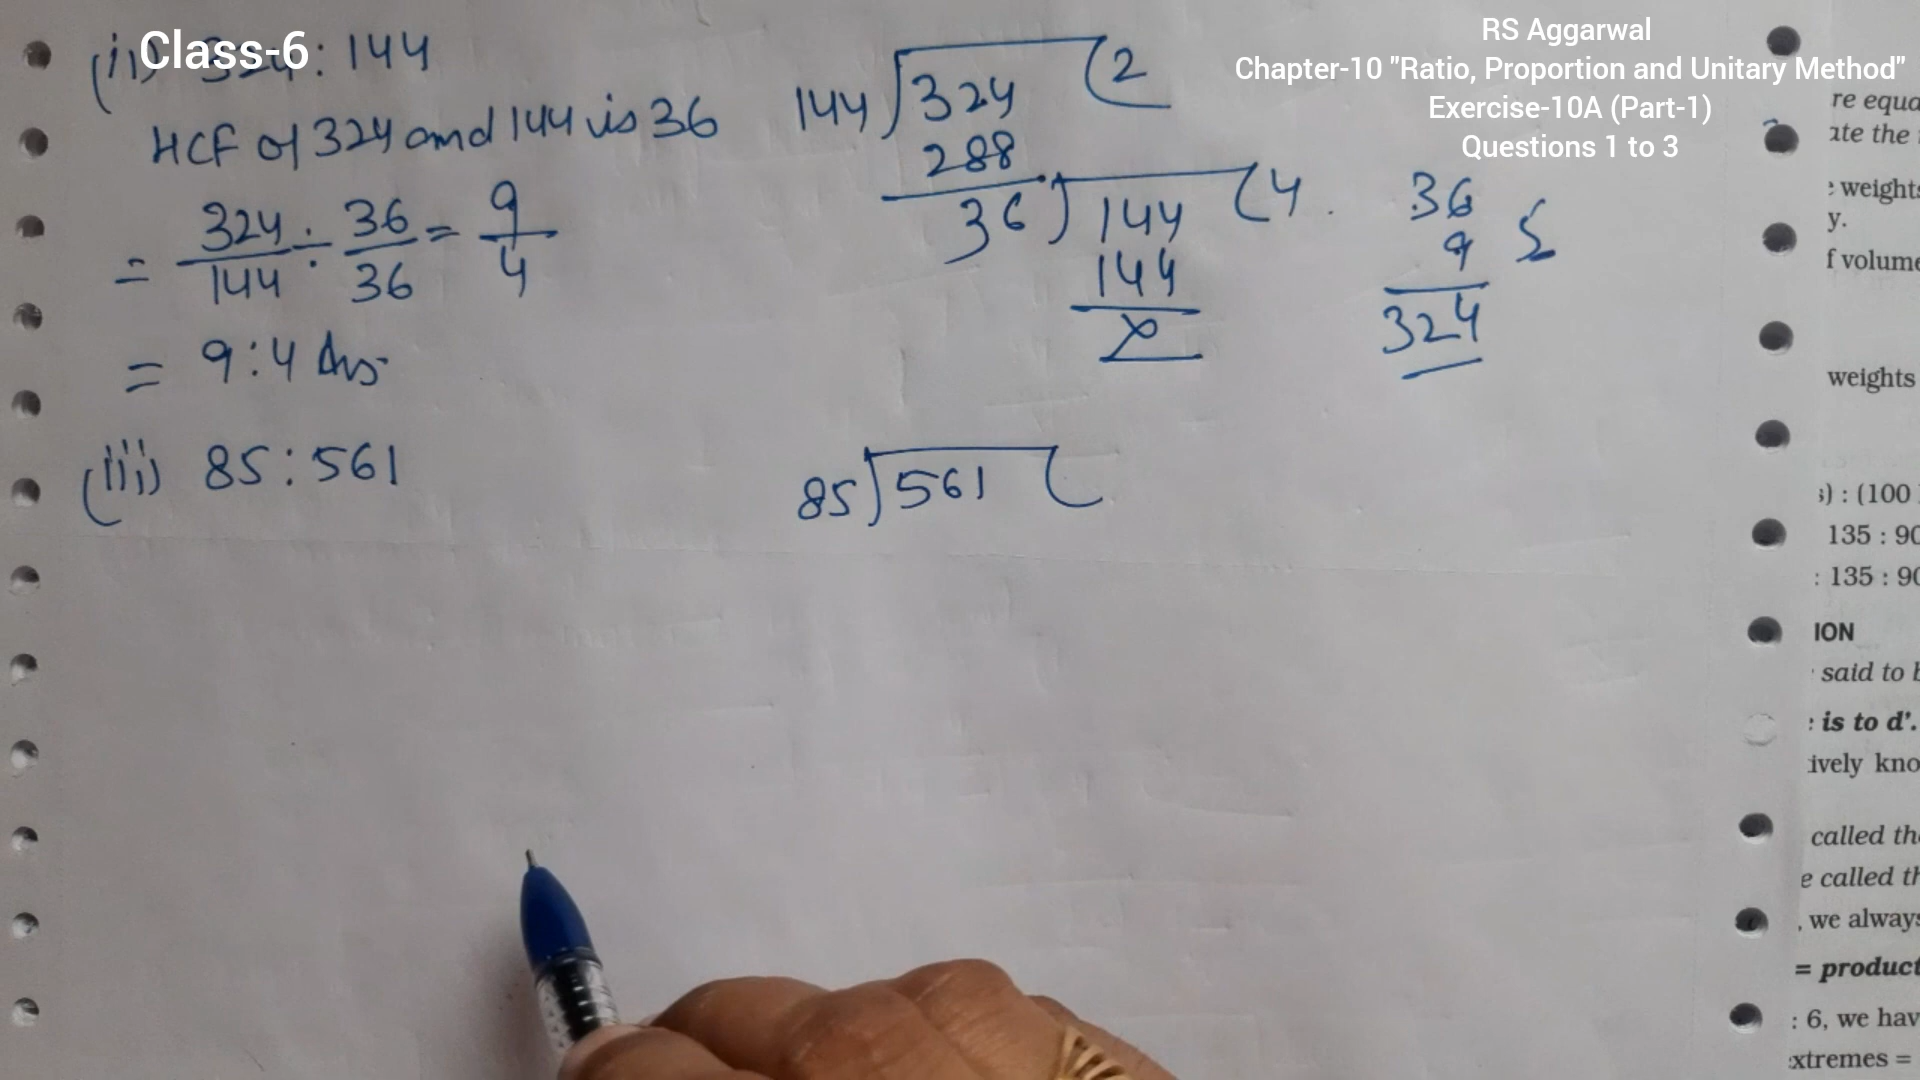 Class-6
RS Aggarwal
Chapter-10 "Ratio, Proportion and Unitary Method"
Exercise-10A (Part-1)
Questions 1 to 3
(ii) 324 : 144
HCF of 324 and 144 is 36
= 324/144 ÷ 36/36 = 9/4
= 9 : 4 Ans.
(iii) 85 : 561
144 ) 324 ( 2
288
36 ) 144 ( 4
144
36
9
324
85 ) 561 (
re equa
ate the
weights
y.
f volume
weights
) : (100
135 : 90
: 135 : 90
ION
said to b
: is to d'.
ively kno
called the
e called th
, we always
= product
: 6, we hav
xtremes =